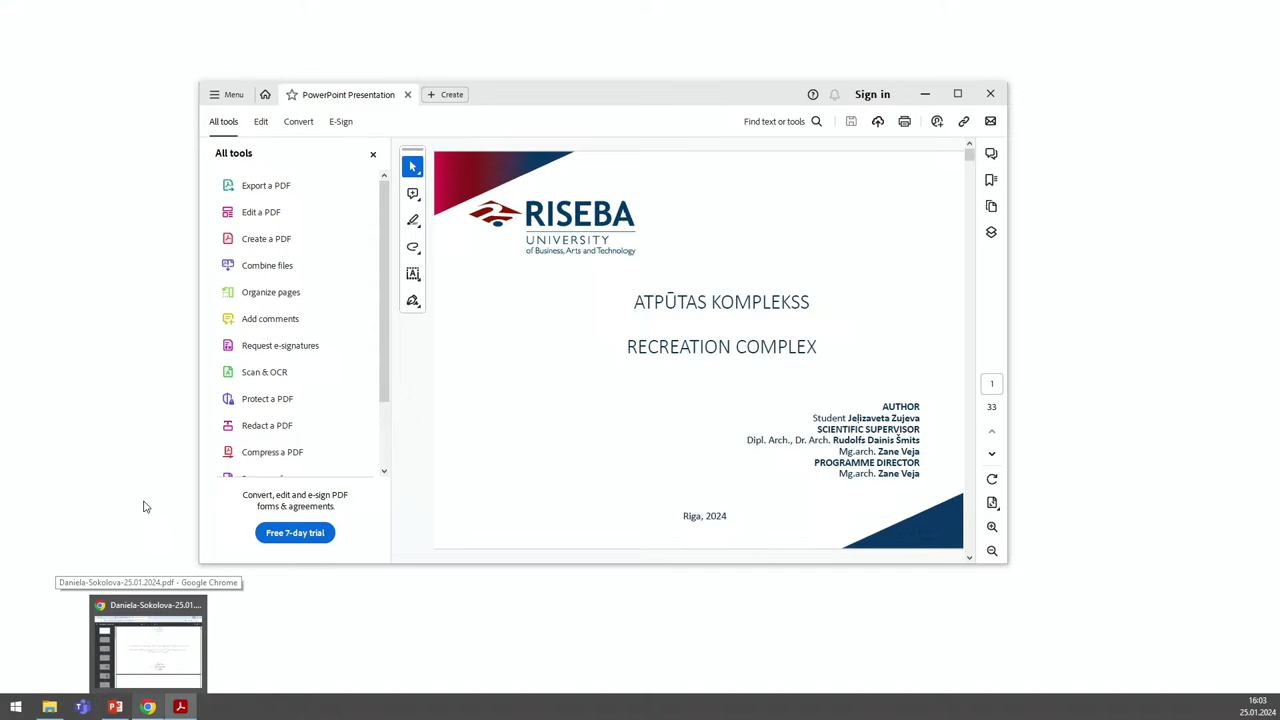 Menu
PowerPoint Presentation
Create
Sign in
All tools
Edit
Convert
E-Sign
Find text or tools
All tools
Export a PDF
Edit a PDF
Create a PDF
Combine files
Organize pages
Add comments
Request e-signatures
Scan & OCR
Protect a PDF
Redact a PDF
Compress a PDF
Convert, edit and e-sign PDF
forms & agreements.
Free 7-day trial
RISEBA
UNIVERSITY
of Business, Arts and Technology
ATPŪTAS KOMPLEKSS
RECREATION COMPLEX
AUTHOR
Student Jeļizaveta Zujeva
SCIENTIFIC SUPERVISOR
Dipl. Arch., Dr. Arch. Rudolfs Dainis Šmits
Mg.arch. Zane Veja
PROGRAMME DIRECTOR
Mg.arch. Zane Veja
Riga, 2024
1
33
Daniela-Sokolova-25.01.2024.pdf - Google Chrome
Daniela-Sokolova-25.01....
16:03
25.01.2024